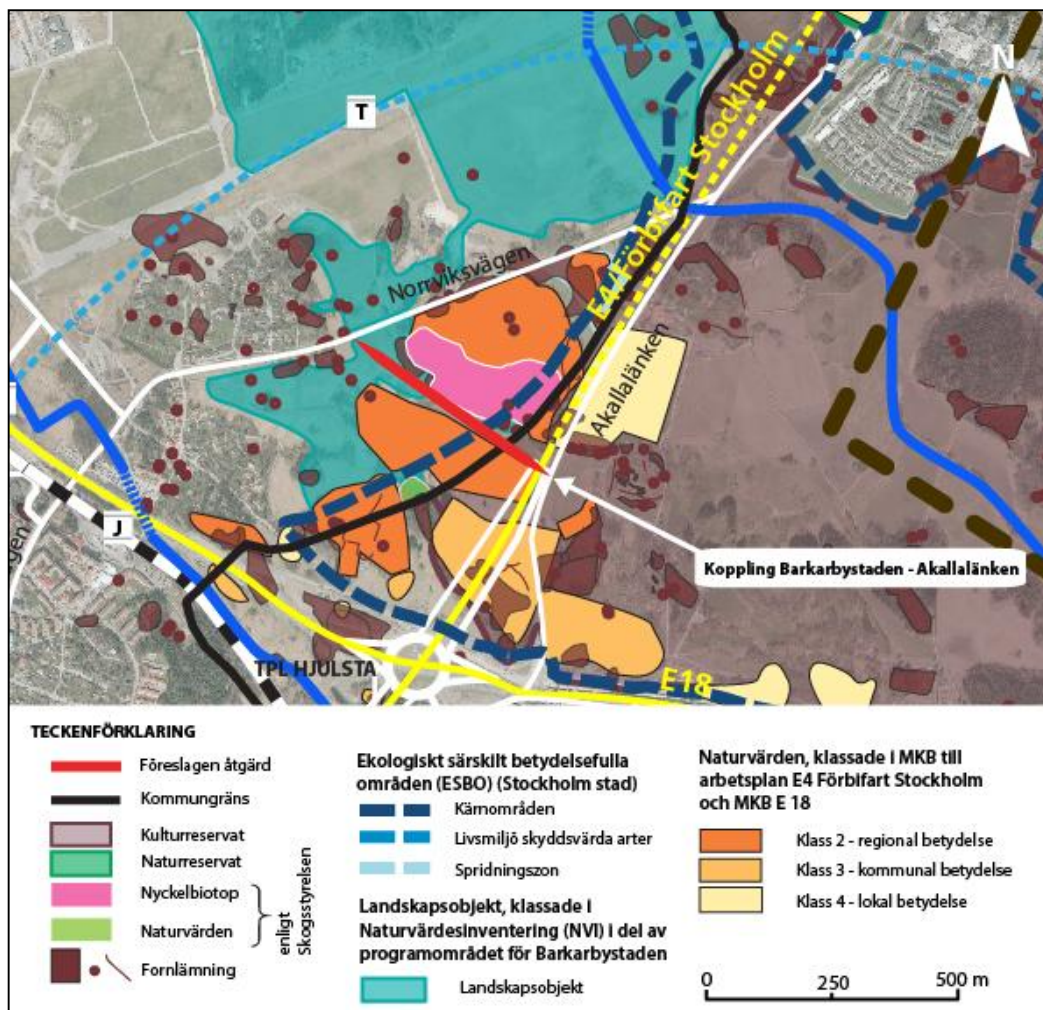 N
E4/Förbifart Stockholm
T
Norrviksvägen
Akallalänken
J
Koppling Barkarbystaden - Akallalänken
TPL HJULSTA
E18
TECKENFÖRKLARING
Föreslagen åtgärd
Kommungräns
Kulturreservat
Naturreservat
Nyckelbiotop
Naturvärden
enligt
Skogsstyrelsen
Fornlämning
Ekologiskt särskilt betydelsefulla
områden (ESBO) (Stockholm stad)
Kärnområden
Livsmiljö skyddsvärda arter
Spridningszon
Landskapsobjekt, klassade i
Naturvärdesinventering (NVI) i del av
programområdet för Barkarbystaden
Landskapsobjekt
Naturvärden, klassade i MKB till
arbetsplan E4 Förbifart Stockholm
och MKB E 18
Klass 2 - regional betydelse
Klass 3 - kommunal betydelse
Klass 4 - lokal betydelse
0 250 500 m